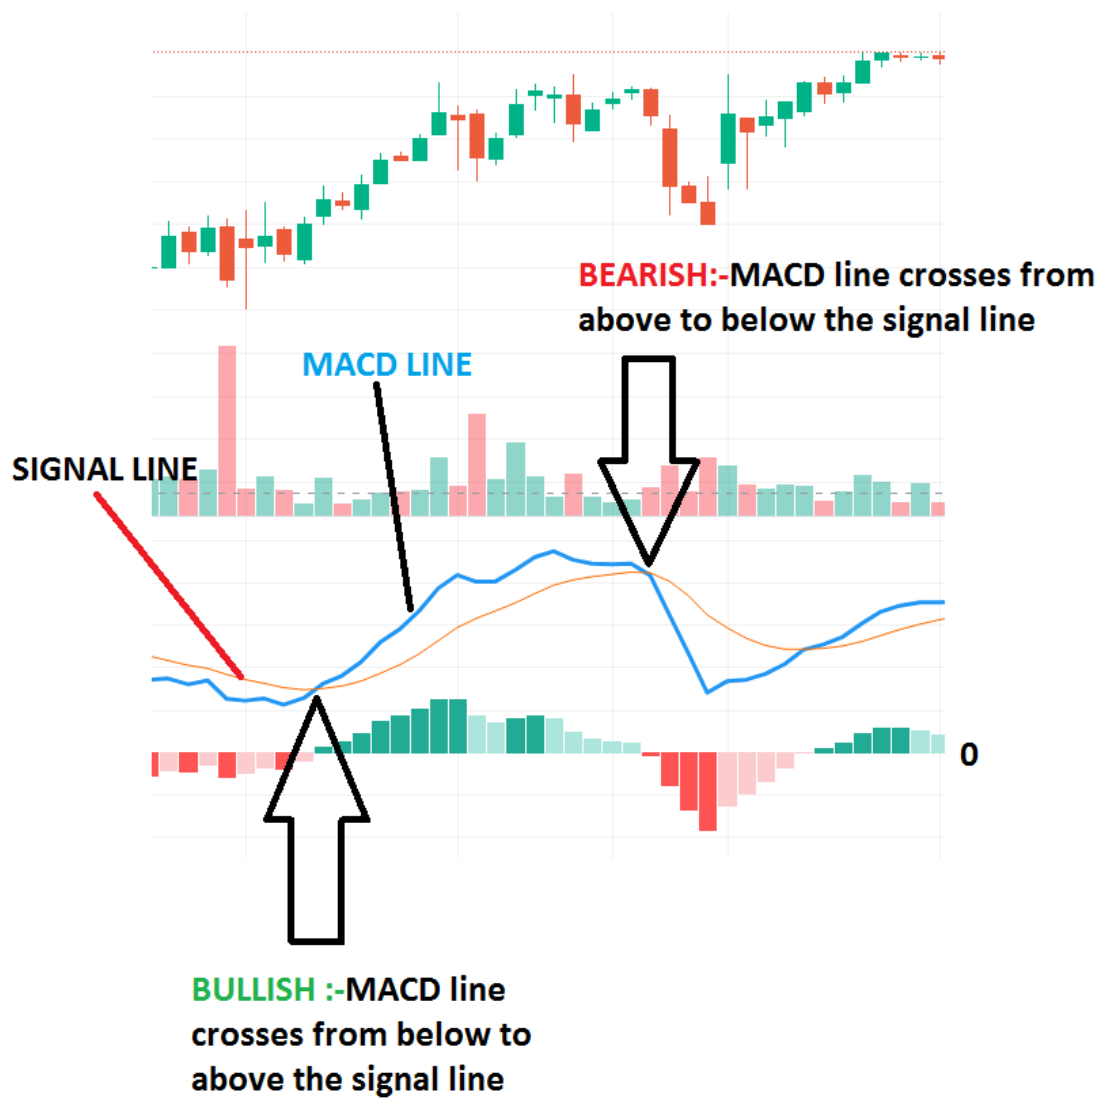 BEARISH:-MACD line crosses from
above to below the signal line
MACD LINE
SIGNAL LINE
0
BULLISH :-MACD line
crosses from below to
above the signal line